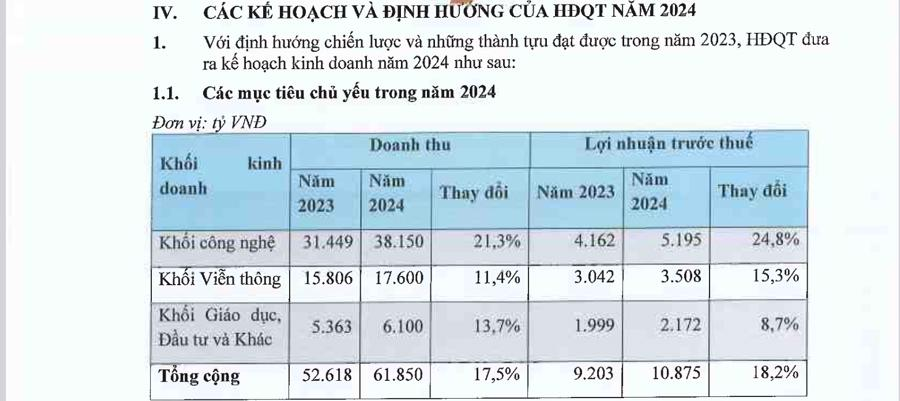 IV. CÁC KẾ HOẠCH VÀ ĐỊNH HƯỚNG CỦA HĐQT NĂM 2024
1. Với định hướng chiến lược và những thành tựu đạt được trong năm 2023, HĐQT đưa
ra kế hoạch kinh doanh năm 2024 như sau:
1.1. Các mục tiêu chủ yếu trong năm 2024
Đơn vị: tỷ VNĐ
Khối kinh doanh Doanh thu Lợi nhuận trước thuế
Năm 2023 Năm 2024 Thay đổi Năm 2023 Năm 2024 Thay đổi
Khối công nghệ 31.449 38.150 21,3% 4.162 5.195 24,8%
Khối Viễn thông 15.806 17.600 11,4% 3.042 3.508 15,3%
Khối Giáo dục,
Đầu tư và Khác 5.363 6.100 13,7% 1.999 2.172 8,7%
Tổng cộng 52.618 61.850 17,5% 9.203 10.875 18,2%